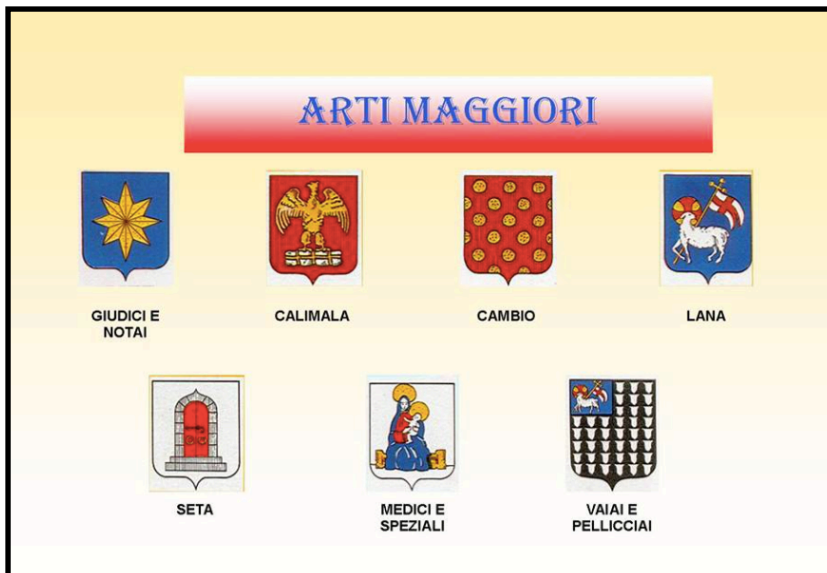 ARTI MAGGIORI
GIUDICI E
NOTAI
CALIMALA
CAMBIO
LANA
SETA
MEDICI E
SPEZIALI
VAIAI E
PELLICCIAI